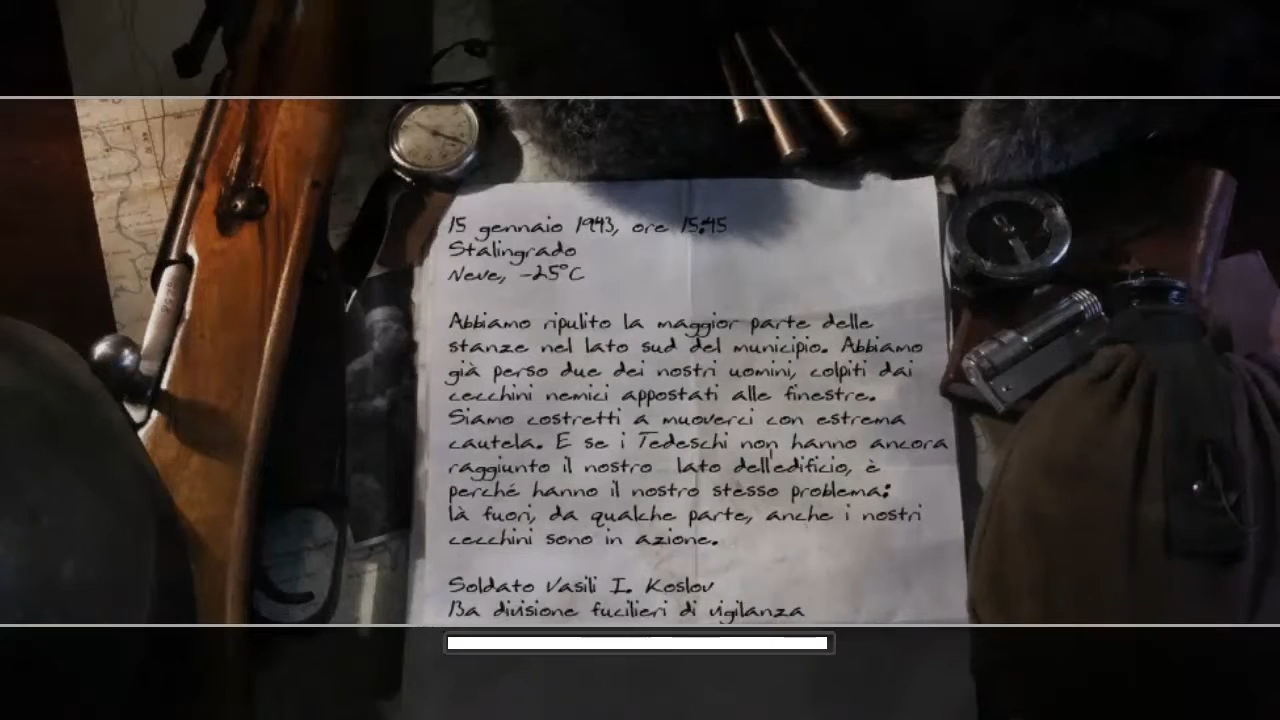 15 gennaio 1943, ore 15:45
Stalingrado
Neve, -25°C
Abbiamo ripulito la maggior parte delle
stanze nel lato sud del municipio. Abbiamo
già perso due dei nostri uomini, colpiti dai
cecchini nemici appostati alle finestre.
Siamo costretti a muoverci con estrema
cautela. E se i Tedeschi non hanno ancora
raggiunto il nostro lato dell'edificio, è
perché hanno il nostro stesso problema:
là fuori, da qualche parte, anche i nostri
cecchini sono in azione.
Soldato Vasili I. Koslov
13a divisione fucilieri di vigilanza